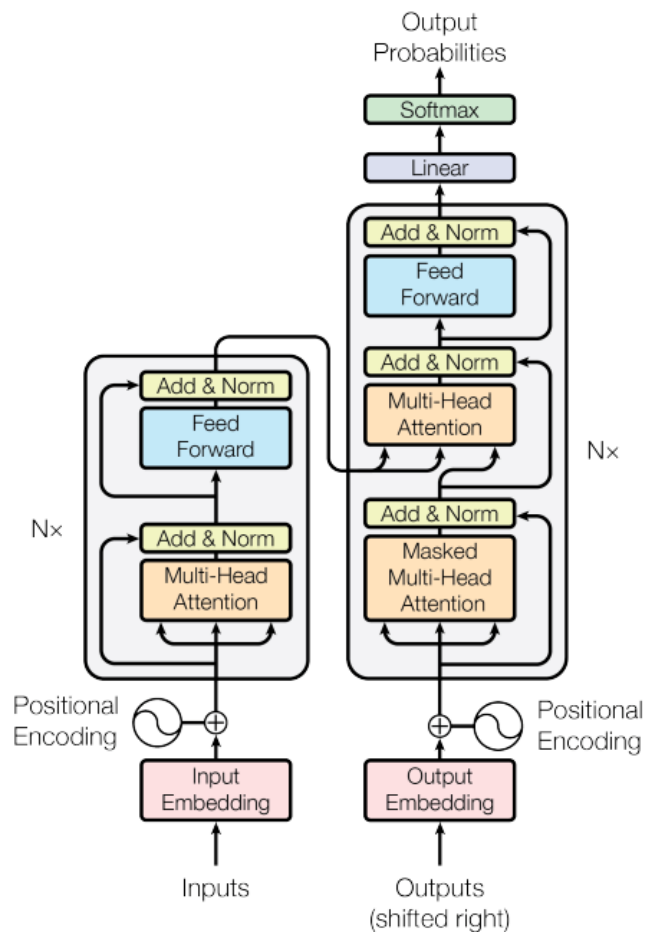 Output
Probabilities
Softmax
Linear
Add & Norm
Feed
Forward
Add & Norm
Multi-Head
Attention
Add & Norm
Masked
Multi-Head
Attention
N×
Add & Norm
Feed
Forward
Add & Norm
Multi-Head
Attention
N×
Positional
Encoding
Positional
Encoding
Input
Embedding
Output
Embedding
Inputs
Outputs
(shifted right)